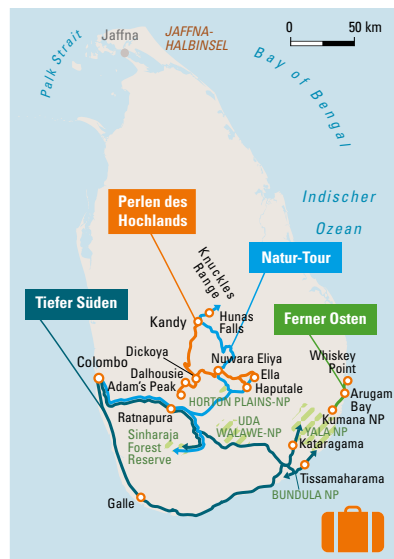 0 50 km
Jaffna
JAFFNA-
HALBINSEL
Palk Strait
Bay of Bengal
Indischer
Ozean
Perlen des
Hochlands
Knuckles
Range
Natur-Tour
Tiefer Süden
Hunas
Falls
Ferner Osten
Kandy
Dickoya
Nuwara Eliya
Whiskey
Point
Colombo
Dalhousie
Ella
Adam's Peak
Haputale
Arugam
Bay
HORTON PLAINS-NP
Ratnapura
Kumana NP
UDA
WALAWE-NP
YALA NP
Sinharaja
Forest
Reserve
Kataragama
Tissamaharama
BUNDULA NP
Galle